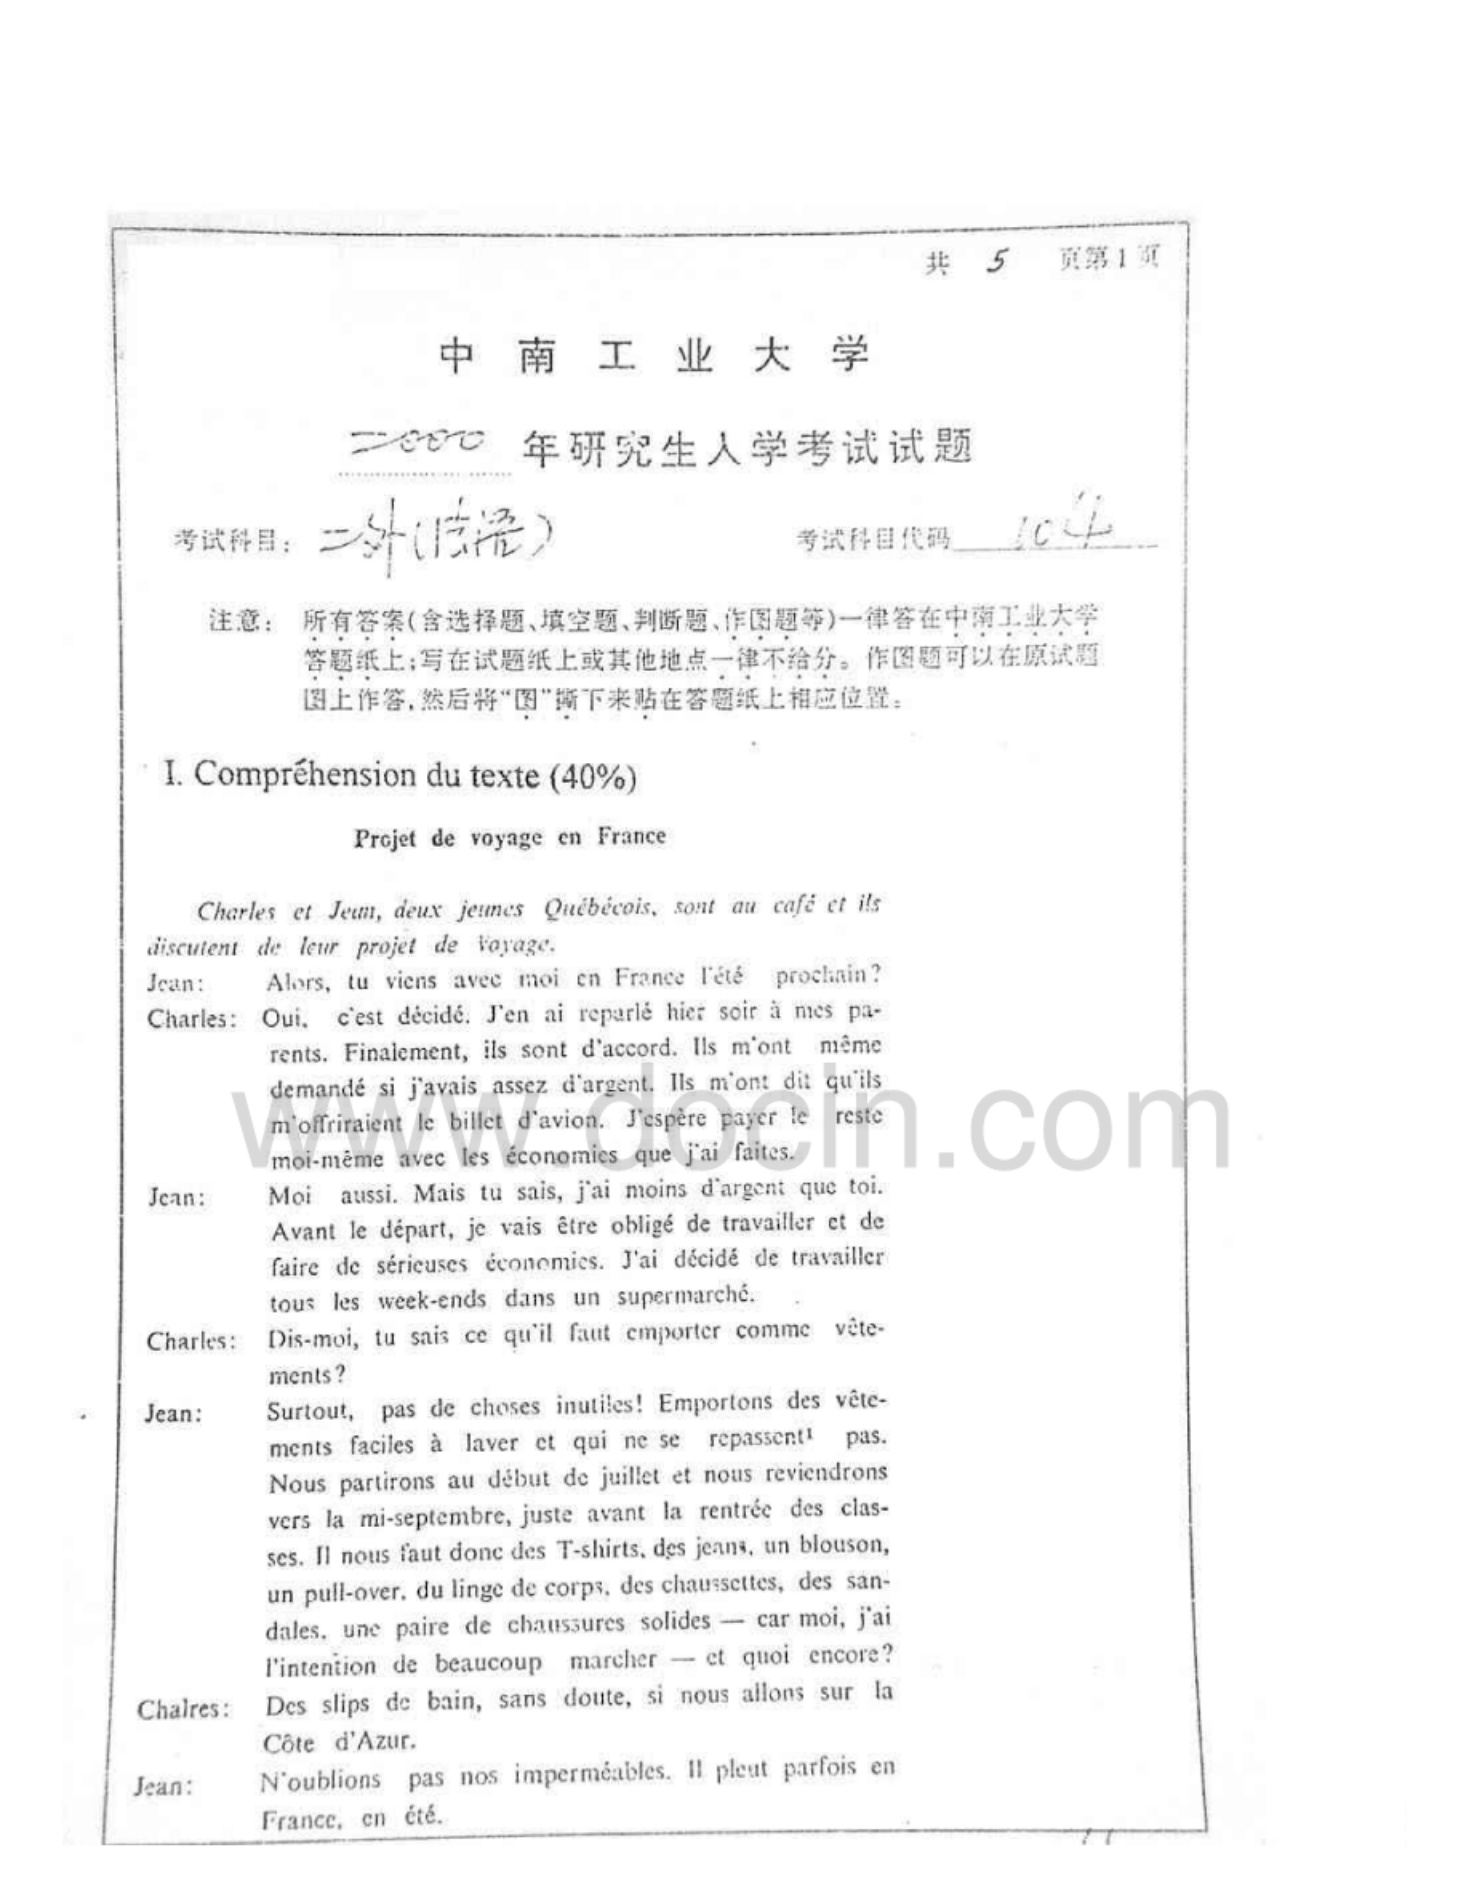 共 5 页第1页
中南工业大学
二000年研究生入学考试试题
考试科目: 二外(法语) 考试科目代码 104
注意: 所有答案(含选择题、填空题、判断题、作图题等)一律答在中南工业大学
答题纸上;写在试题纸上或其他地点一律不给分。作图题可以在原试题
图上作答,然后将“图”撕下来贴在答题纸上相应位置。
I. Compréhension du texte (40%)
Projet de voyage en France
Charles et Jean, deux jeunes Québécois, sont au café et ils
discutent de leur projet de Voyage.
Jean: Alors, tu viens avec moi en France l'été prochain?
Charles: Oui, c'est décidé. J'en ai reparlé hier soir à mes pa-
rents. Finalement, ils sont d'accord. Ils m'ont même
demandé si j'avais assez d'argent. Ils m'ont dit qu'ils
m'offriraient le billet d'avion. J'espère payer le reste
moi-même avec les économies que j'ai faites.
www.docin.com
Jean: Moi aussi. Mais tu sais, j'ai moins d'argent que toi.
Avant le départ, je vais être obligé de travailler et de
faire de sérieuses économies. J'ai décidé de travailler
tous les week-ends dans un supermarché.
Charles: Dis-moi, tu sais ce qu'il faut emporter comme vête-
ments?
Jean: Surtout, pas de choses inutiles! Emportons des vête-
ments faciles à laver et qui ne se repassent¹ pas.
Nous partirons au début de juillet et nous reviendrons
vers la mi-septembre, juste avant la rentrée des clas-
ses. Il nous faut donc des T-shirts, des jeans, un blouson,
un pull-over, du linge de corps, des chaussettes, des san-
dales, une paire de chaussures solides — car moi, j'ai
l'intention de beaucoup marcher — et quoi encore?
Chalres: Des slips de bain, sans doute, si nous allons sur la
Côte d'Azur.
Jean: N'oublions pas nos imperméables. Il pleut parfois en
France, en été.